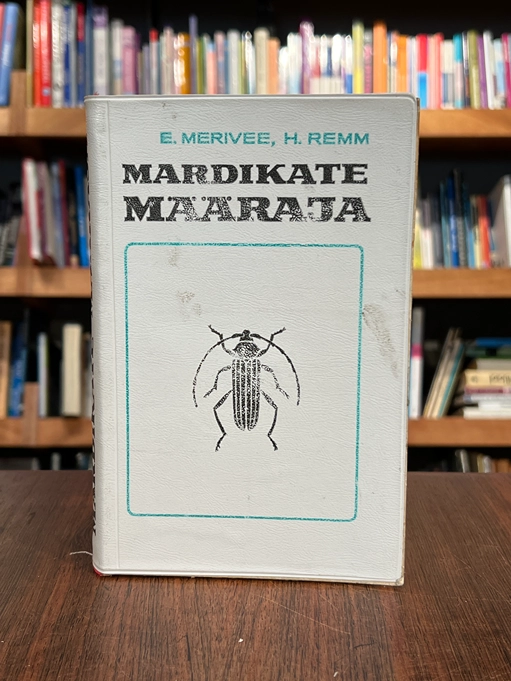 E. MERIVEE, H. REMM
MARDIKATE
MÄÄRAJA